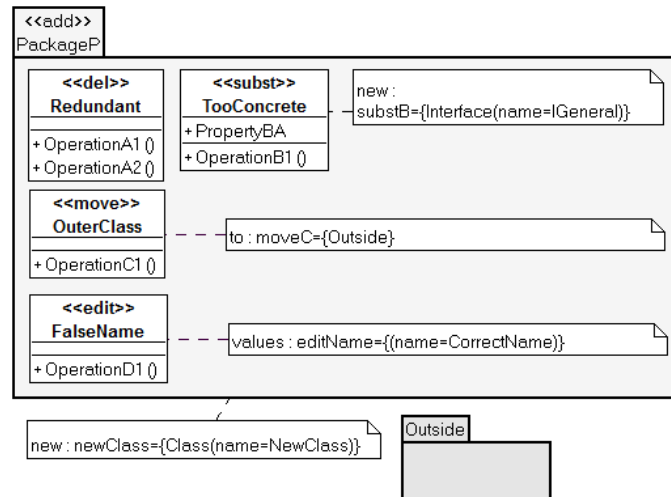 <<add>>
PackageP
<<del>>
Redundant
+ OperationA1 ()
+ OperationA2 ()
<<subst>>
TooConcrete
+ PropertyBA
+ OperationB1 ()
new :
substB={Interface(name=IGeneral)}
<<move>>
OuterClass
+ OperationC1 ()
to : moveC={Outside}
<<edit>>
FalseName
+ OperationD1 ()
values : editName={(name=CorrectName)}
new : newClass={Class(name=NewClass)}
Outside